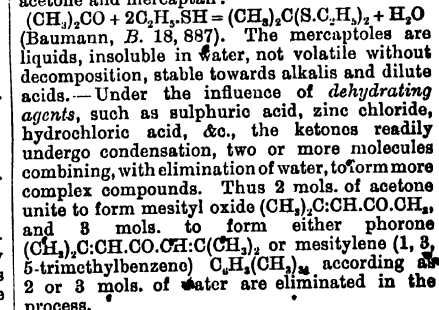 acetone and mercaptan:
(CH₃)₂CO + 2C₂H₅.SH = (CH₃)₂C(S.C₂H₅)₂ + H₂O
(Baumann, B. 18, 887). The mercaptoles are
liquids, insoluble in water, not volatile without
decomposition, stable towards alkalis and dilute
acids.—Under the influence of dehydrating
agents, such as sulphuric acid, zinc chloride,
hydrochloric acid, &c., the ketones readily
undergo condensation, two or more molecules
combining, with elimination of water, to form more
complex compounds. Thus 2 mols. of acetone
unite to form mesityl oxide (CH₃)₂C:CH.CO.CH₃,
and 3 mols. to form either phorone
(CH₃)₂C:CH.CO.CH:C(CH₃)₂ or mesitylene (1, 3,
5-trimethylbenzene) C₆H₃(CH₃)₃, according as
2 or 3 mols. of water are eliminated in the
process.